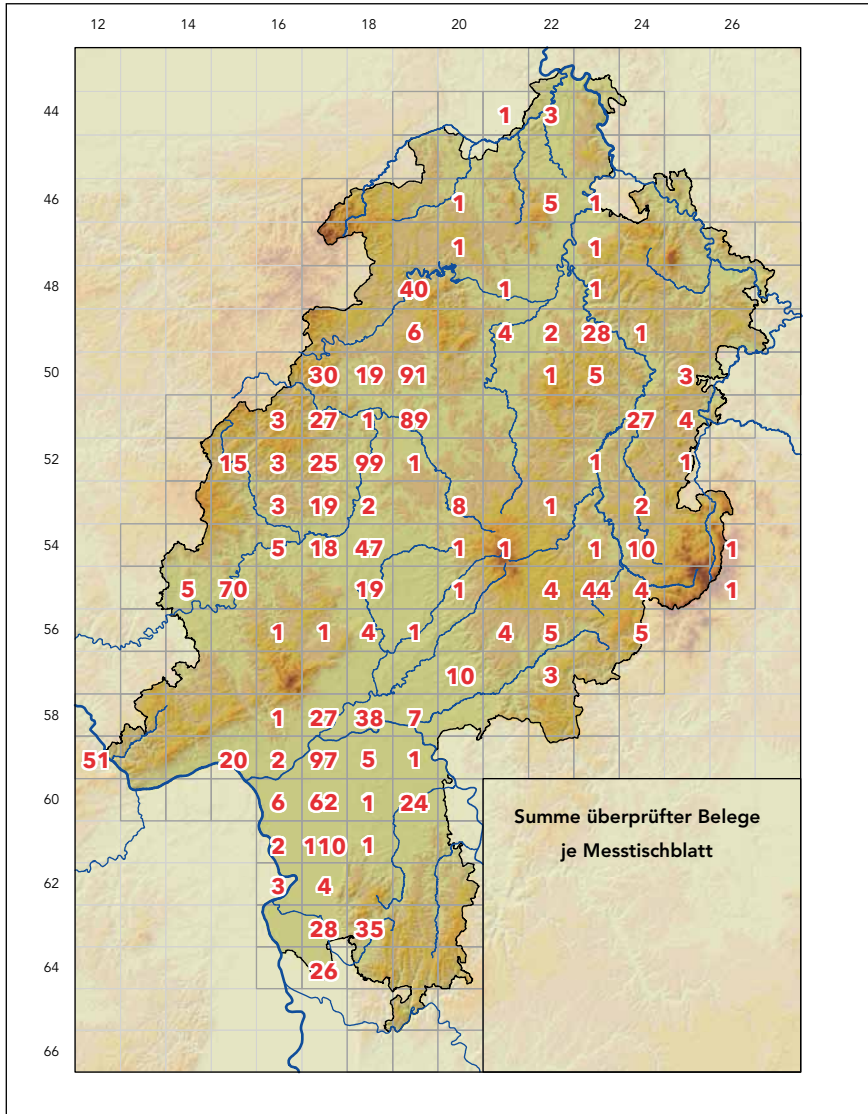 12 14 16 18 20 22 24 26
44 1 3
46 1 5 1
1 1
48 40 1 1
6 4 2 28 1
50 30 19 91 1 5 3
3 27 1 89 27 4
52 15 3 25 99 1 1 1
3 19 2 8 1 2
54 5 18 47 1 1 1 10 1
5 70 19 1 4 44 4 1
56 1 1 4 1 4 5 5
10 3
58 1 27 38 7
51 20 2 97 5 1
60 6 62 1 24
Summe überprüfter Belege
je Messtischblatt
2 110 1
62 3 4
28 35
64 26
66